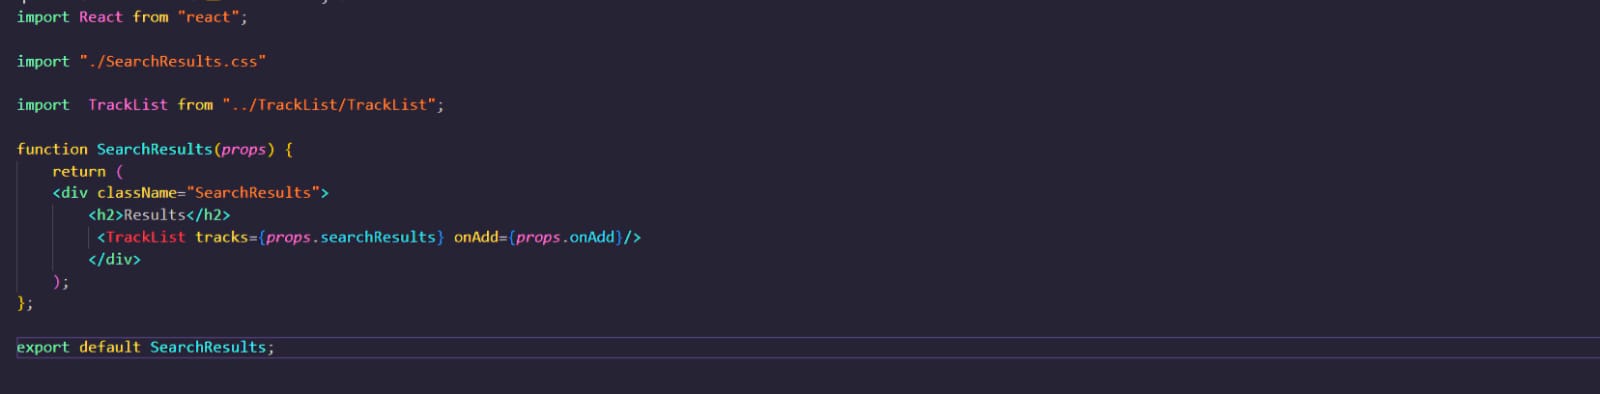 import React from "react";
import "./SearchResults.css"
import  TrackList from "../TrackList/TrackList";
function SearchResults(props) {
return (
<div className="SearchResults">
<h2>Results</h2>
<TrackList tracks={props.searchResults} onAdd={props.onAdd}/>
</div>
);
};
export default SearchResults;